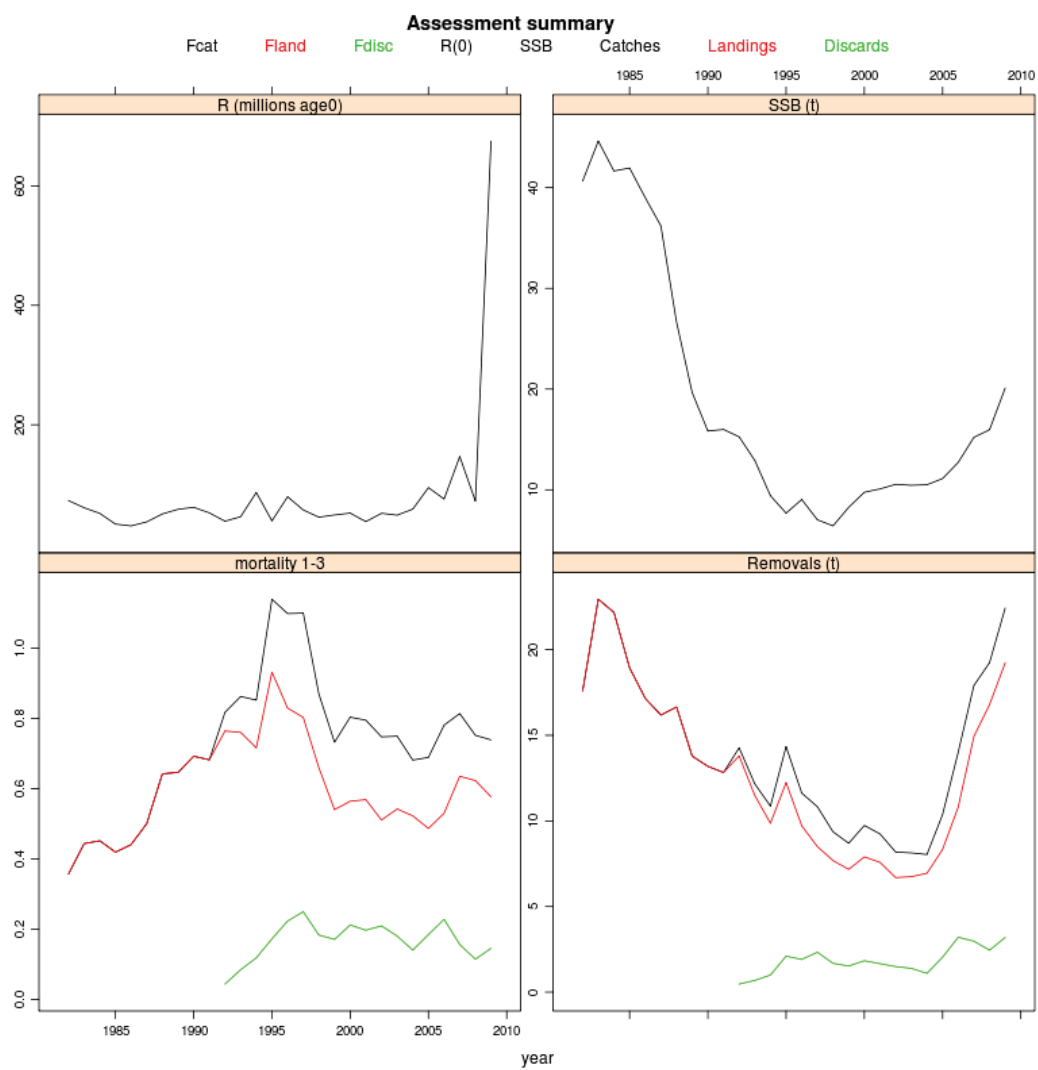 Assessment summary
Fcat Fland Fdisc R(0) SSB Catches Landings Discards
1985 1990 1995 2000 2005 2010
R (millions age0) SSB (t)
600
400
200
40
30
20
10
mortality 1-3 Removals (t)
1.0
0.8
0.6
0.4
0.2
0.0
20
15
10
5
0
1985 1990 1995 2000 2005 2010
year